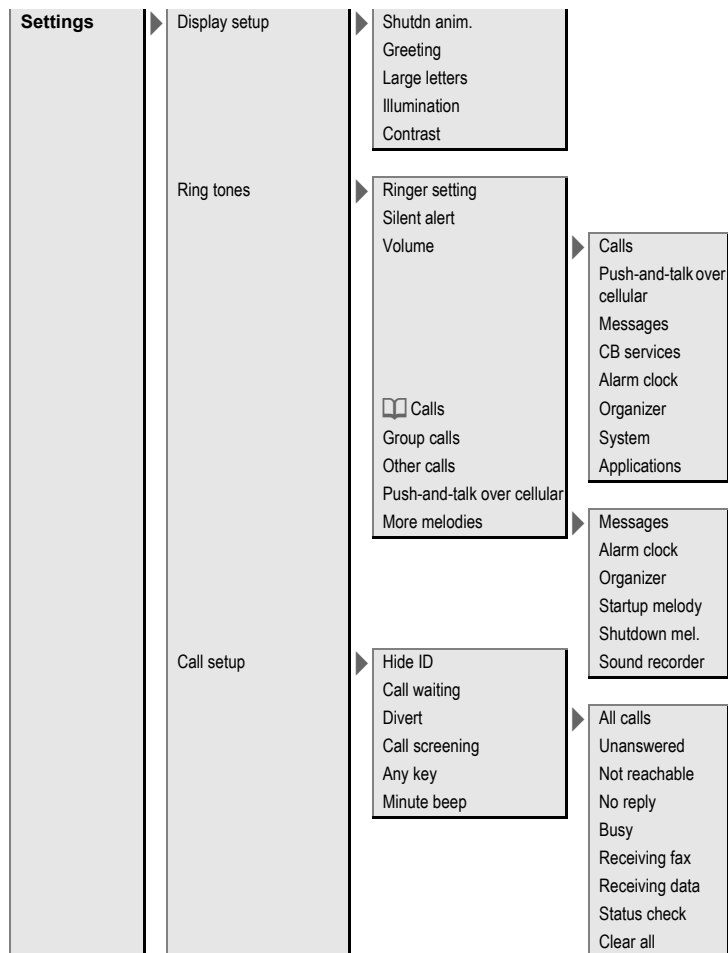 Settings
Display setup
Shutdn anim.
Greeting
Large letters
Illumination
Contrast
Ring tones
Ringer setting
Silent alert
Volume
Calls
Push-and-talk over
cellular
Messages
CB services
Alarm clock
Organizer
System
Applications
Calls
Group calls
Other calls
Push-and-talk over cellular
More melodies
Messages
Alarm clock
Organizer
Startup melody
Shutdown mel.
Sound recorder
Call setup
Hide ID
Call waiting
Divert
All calls
Unanswered
Not reachable
No reply
Busy
Receiving fax
Receiving data
Status check
Clear all
Call screening
Any key
Minute beep